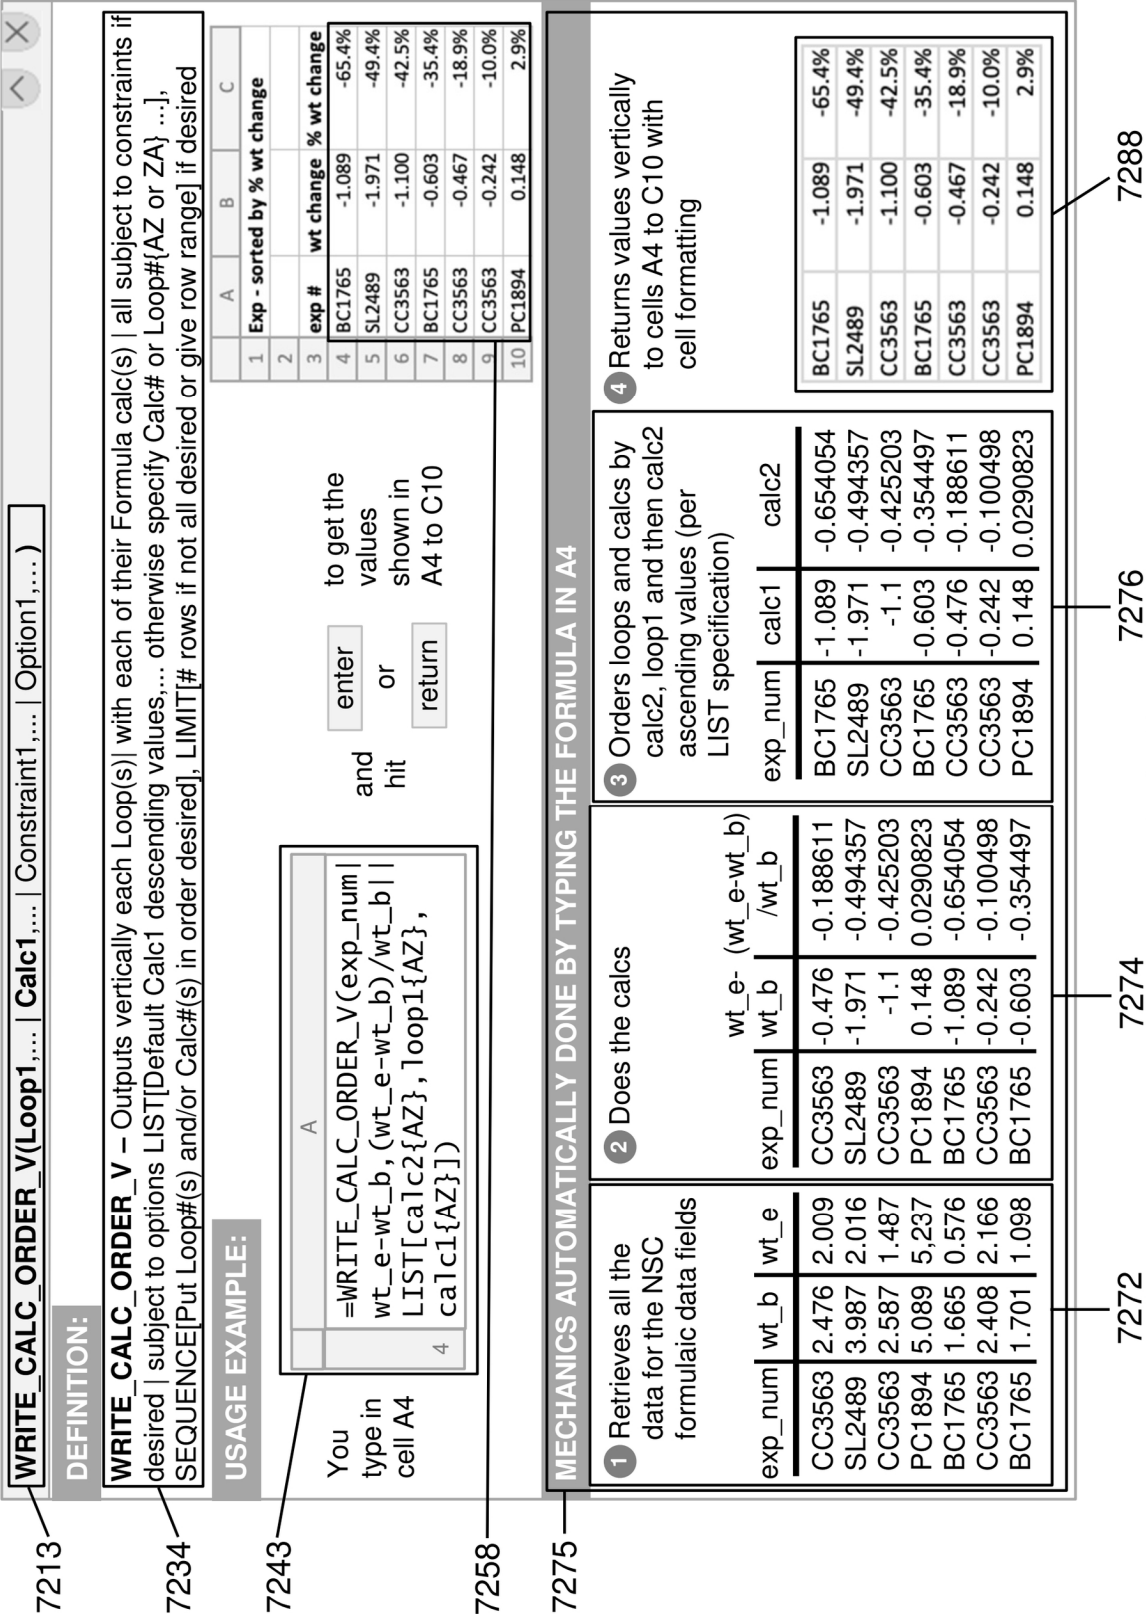 WRITE_CALC_ORDER_V(Loop1,... | Calc1,... | Constraint1,... | Option1,...)
DEFINITION:
WRITE_CALC_ORDER_V – Outputs vertically each Loop(s)| with each of their Formula calc(s) | all subject to constraints if
desired | subject to options LIST[Default Calc1 descending values,... otherwise specify Calc# or Loop#{AZ or ZA} ...],
SEQUENCE[Put Loop#(s) and/or Calc#(s) in order desired], LIMIT[# rows if not all desired or give row range] if desired
USAGE EXAMPLE:
You
type in
cell A4
A
4
=WRITE_CALC_ORDER_V(exp_num|
wt_e-wt_b,(wt_e-wt_b)/wt_b||
LIST[calc2{AZ},loop1{AZ},
calc1{AZ}])
and
hit
enter
or
return
to get the
values
shown in
A4 to C10
A B C
1 Exp - sorted by % wt change
2
3 exp # wt change % wt change
4 BC1765 -1.089 -65.4%
5 SL2489 -1.971 -49.4%
6 CC3563 -1.100 -42.5%
7 BC1765 -0.603 -35.4%
8 CC3563 -0.467 -18.9%
9 CC3563 -0.242 -10.0%
10 PC1894 0.148 2.9%
MECHANICS AUTOMATICALLY DONE BY TYPING THE FORMULA IN A4
1 Retrieves all the
data for the NSC
formulaic data fields
exp_num wt_b wt_e
CC3563 2.476 2.009
SL2489 3.987 2.016
CC3563 2.587 1.487
PC1894 5.089 5,237
BC1765 1.665 0.576
CC3563 2.408 2.166
BC1765 1.701 1.098
2 Does the calcs
wt_e- (wt_e-wt_b)
exp_num wt_b /wt_b
CC3563 -0.476 -0.188611
SL2489 -1.971 -0.494357
CC3563 -1.1 -0.425203
PC1894 0.148 0.0290823
BC1765 -1.089 -0.654054
CC3563 -0.242 -0.100498
BC1765 -0.603 -0.354497
3 Orders loops and calcs by
calc2, loop1 and then calc2
ascending values (per
LIST specification)
exp_num calc1 calc2
BC1765 -1.089 -0.654054
SL2489 -1.971 -0.494357
CC3563 -1.1 -0.425203
BC1765 -0.603 -0.354497
CC3563 -0.476 -0.188611
CC3563 -0.242 -0.100498
PC1894 0.148 0.0290823
4 Returns values vertically
to cells A4 to C10 with
cell formatting
BC1765 -1.089 -65.4%
SL2489 -1.971 -49.4%
CC3563 -1.100 -42.5%
BC1765 -0.603 -35.4%
CC3563 -0.467 -18.9%
CC3563 -0.242 -10.0%
PC1894 0.148 2.9%
7213
7234
7243
7258
7275
7272
7274
7276
7288